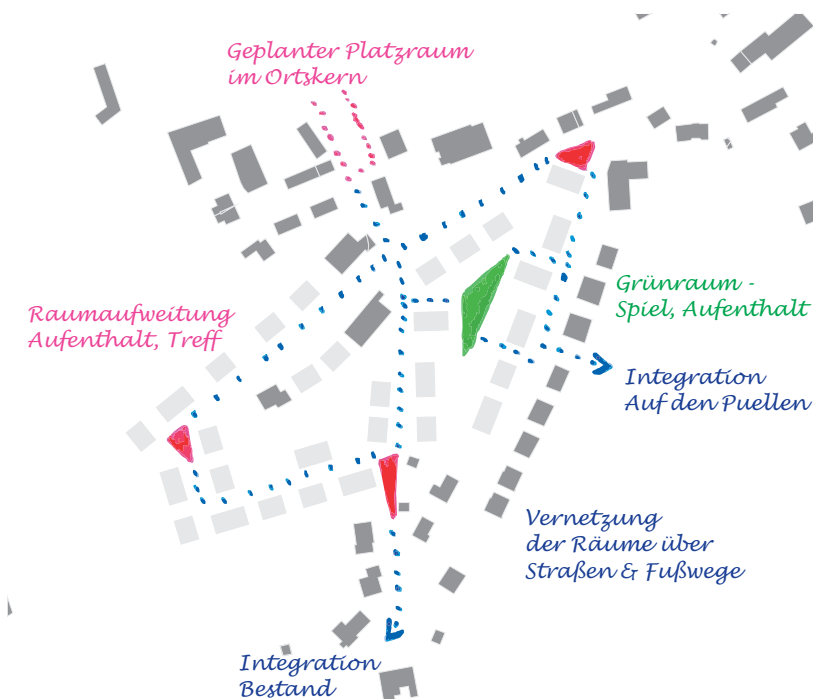 Geplanter Platzraum
im Ortskern
Raumaufweitung
Aufenthalt, Treff
Grünraum -
Spiel, Aufenthalt
Integration
Auf den Puellen
Vernetzung
der Räume über
Straßen & Fußwege
Integration
Bestand